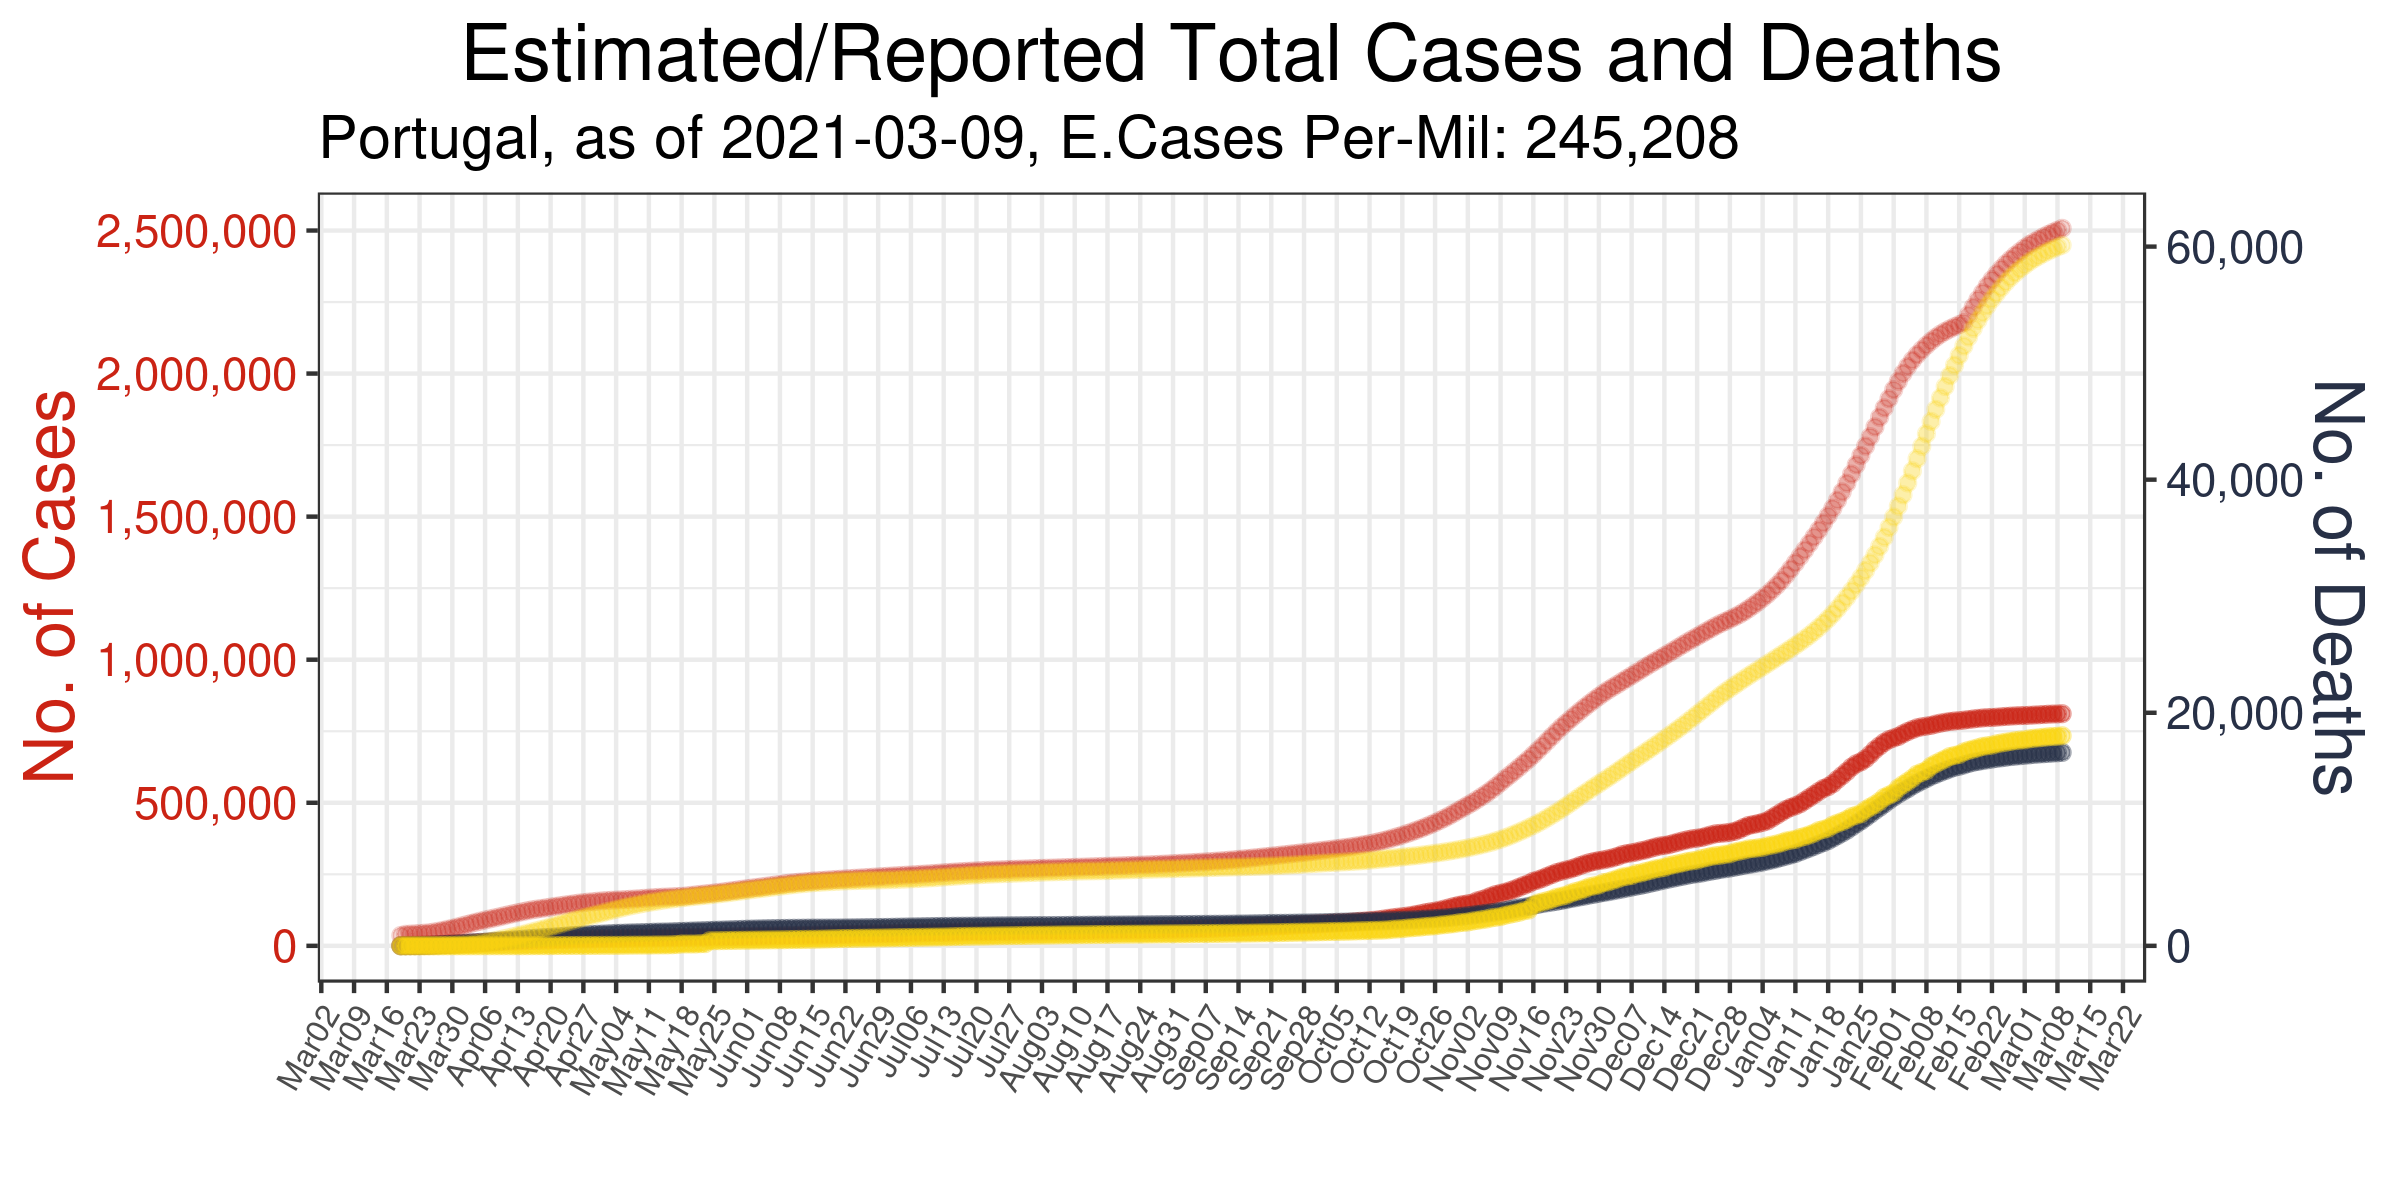 Estimated/Reported Total Cases and Deaths
Portugal, as of 2021-03-09, E.Cases Per-Mil: 245,208
No. of Cases
2,500,000
2,000,000
1,500,000
1,000,000
500,000
0
60,000
40,000
20,000
0
No. of Deaths
Mar02
Mar09
Mar16
Mar23
Mar30
Apr06
Apr13
Apr20
Apr27
May04
May11
May18
May25
Jun01
Jun08
Jun15
Jun22
Jun29
Jul06
Jul13
Jul20
Jul27
Aug03
Aug10
Aug17
Aug24
Aug31
Sep07
Sep14
Sep21
Sep28
Oct05
Oct12
Oct19
Oct26
Nov02
Nov09
Nov16
Nov23
Nov30
Dec07
Dec14
Dec21
Dec28
Jan04
Jan11
Jan18
Jan25
Feb01
Feb08
Feb15
Feb22
Mar01
Mar08
Mar15
Mar22